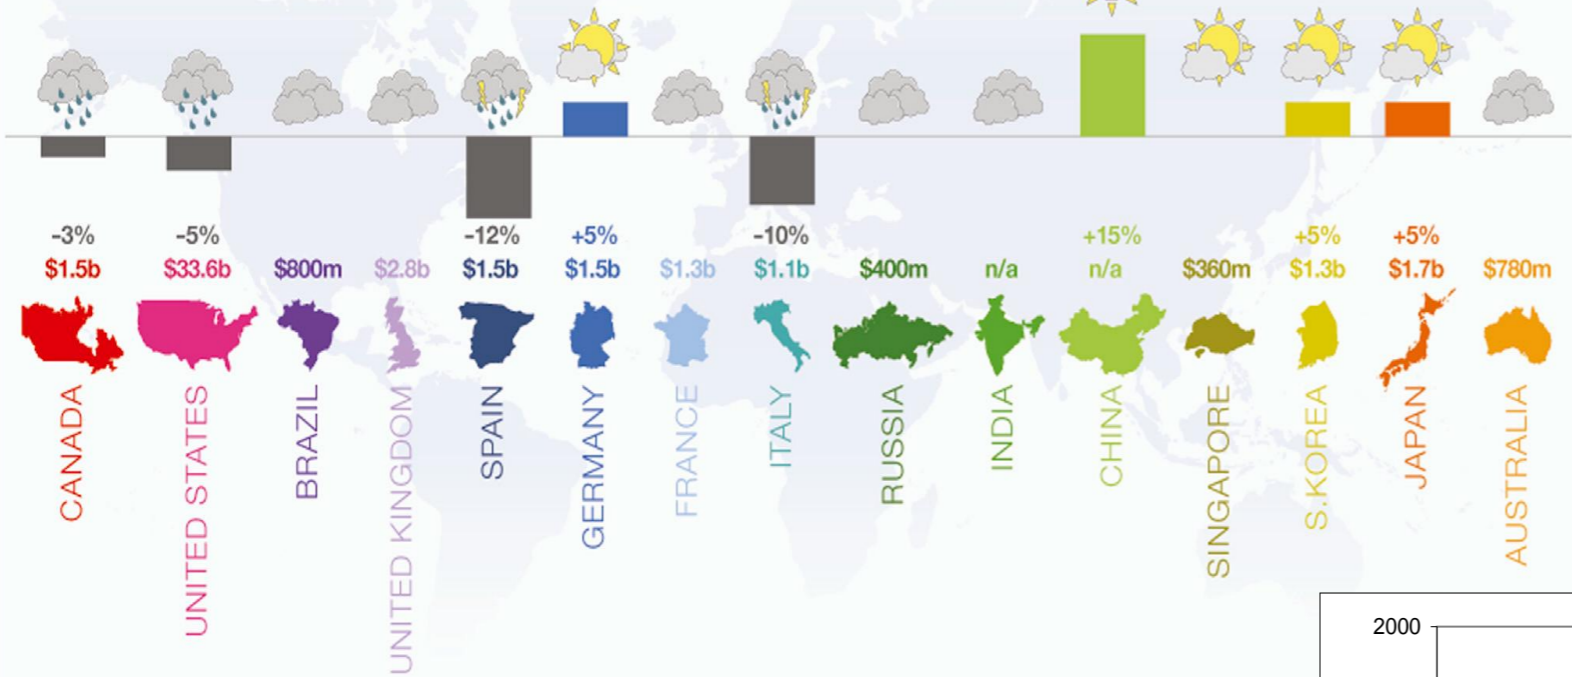 -3% -5% -12% +5% -10% +15% +5% +5%
$1.5b $33.6b $800m $2.8b $1.5b $1.5b $1.3b $1.1b $400m n/a n/a $360m $1.3b $1.7b $780m
CANADA
UNITED STATES
BRAZIL
UNITED KINGDOM
SPAIN
GERMANY
FRANCE
ITALY
RUSSIA
INDIA
CHINA
SINGAPORE
S.KOREA
JAPAN
AUSTRALIA
2000